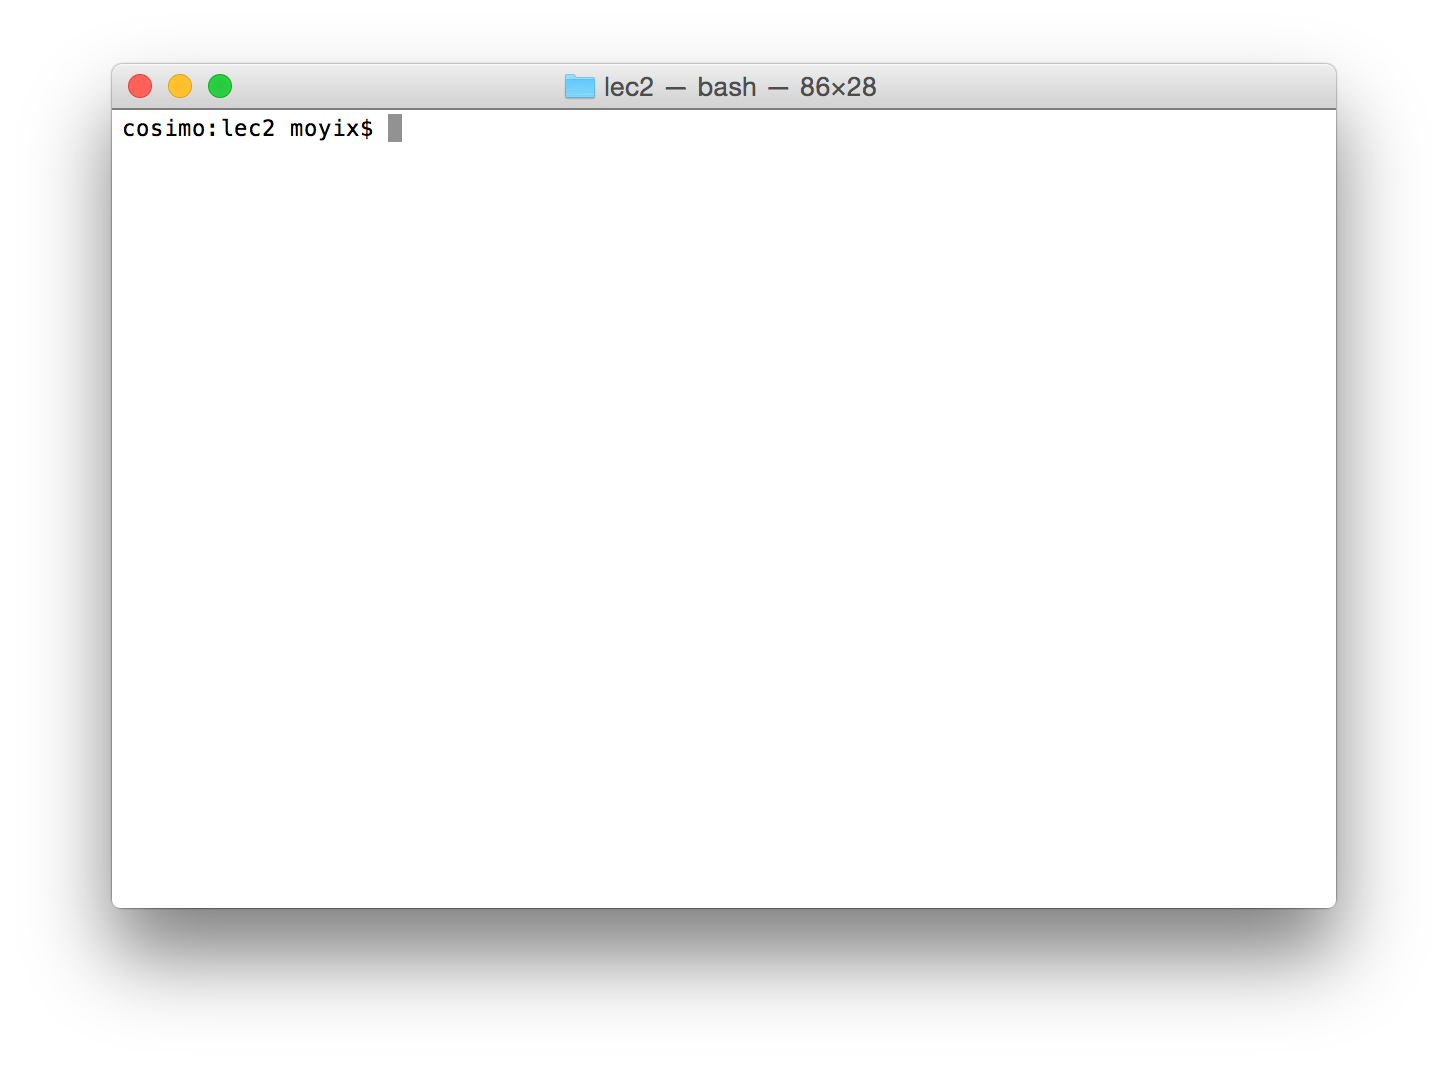 lec2 — bash — 86×28
cosimo:lec2 moyix$